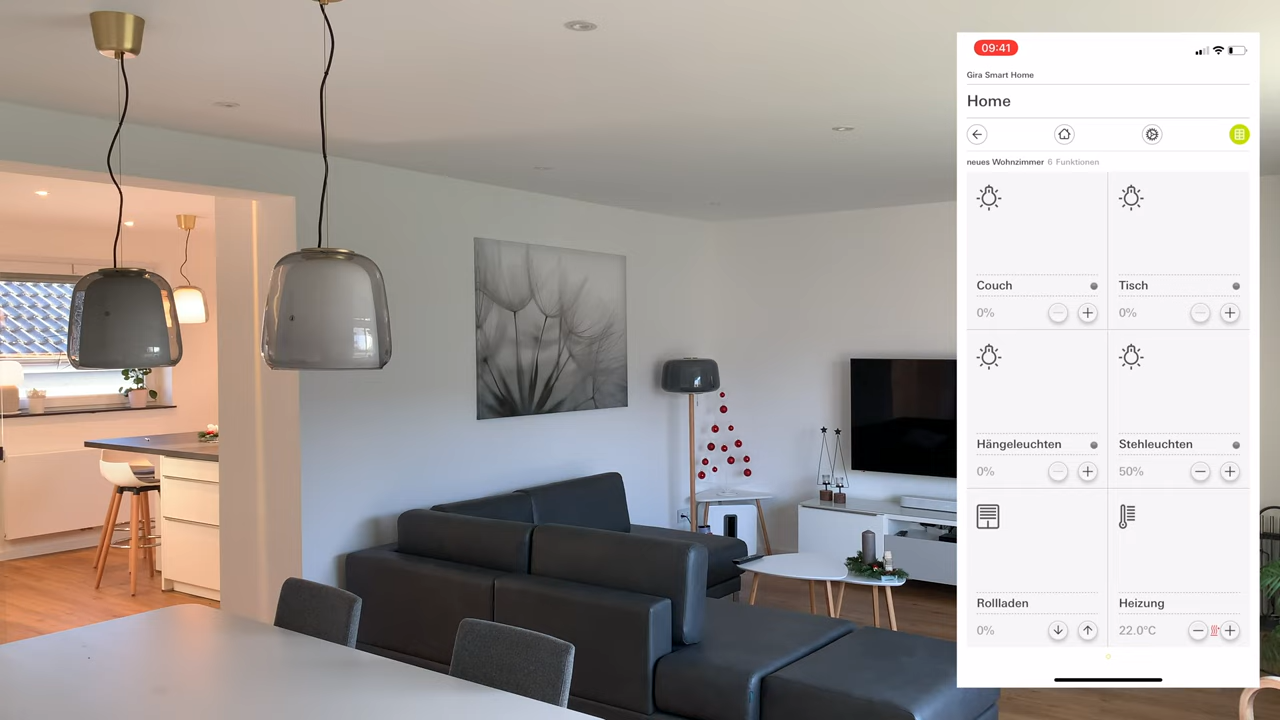 09:41
Gira Smart Home
Home
neues Wohnzimmer 6 Funktionen
Couch
Tisch
0%
0%
Hängeleuchten
Stehleuchten
0%
50%
Rollladen
Heizung
0%
22.0°C